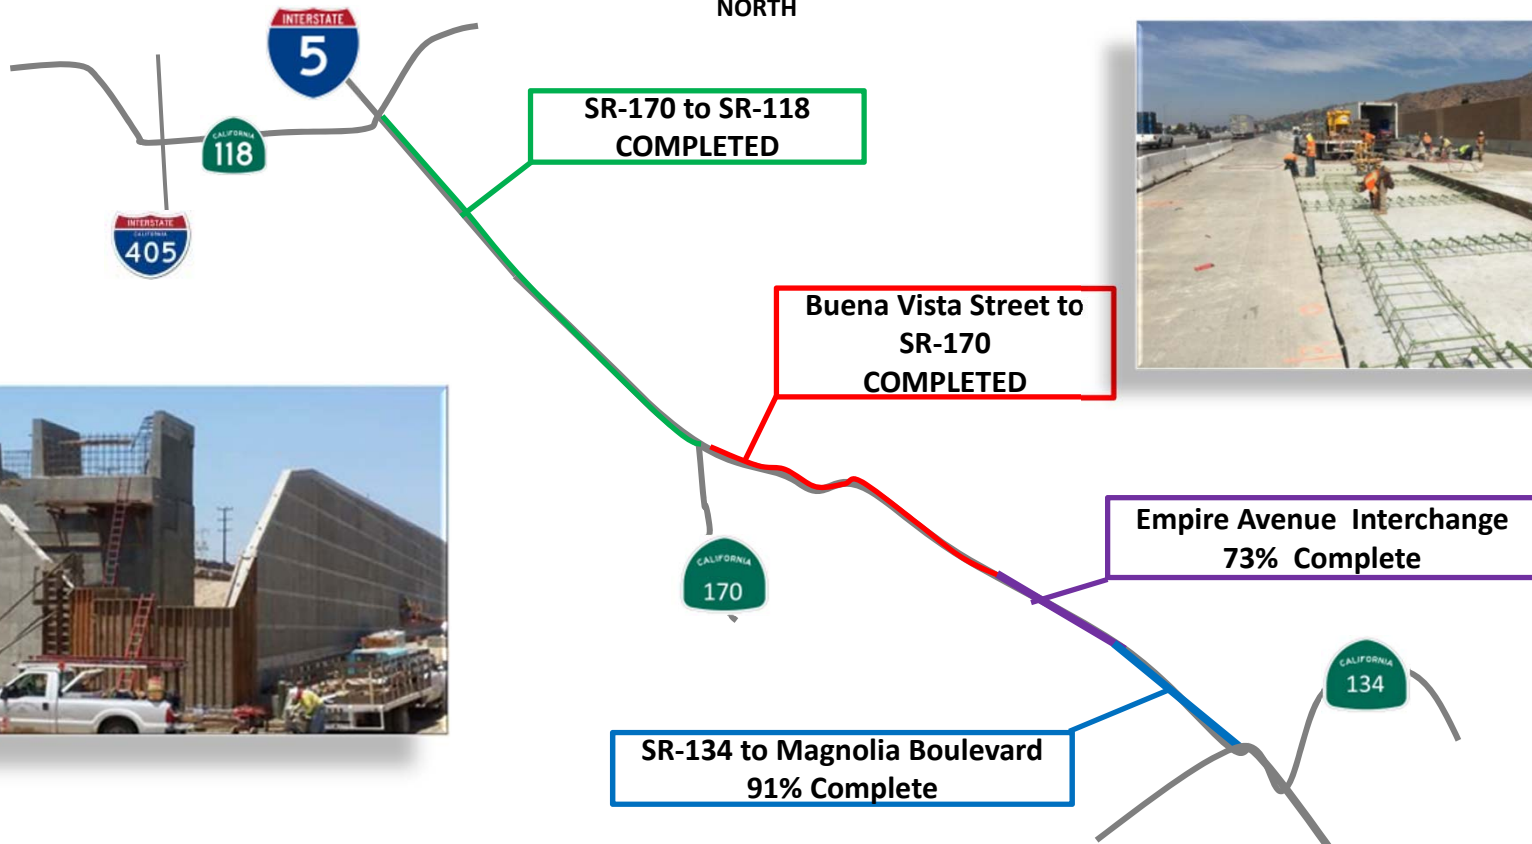 NORTH
INTERSTATE
5
SR-170 to SR-118
COMPLETED
CALIFORNIA
118
INTERSTATE
CALIFORNIA
405
Buena Vista Street to
SR-170
COMPLETED
Empire Avenue Interchange
73% Complete
CALIFORNIA
170
CALIFORNIA
134
SR-134 to Magnolia Boulevard
91% Complete